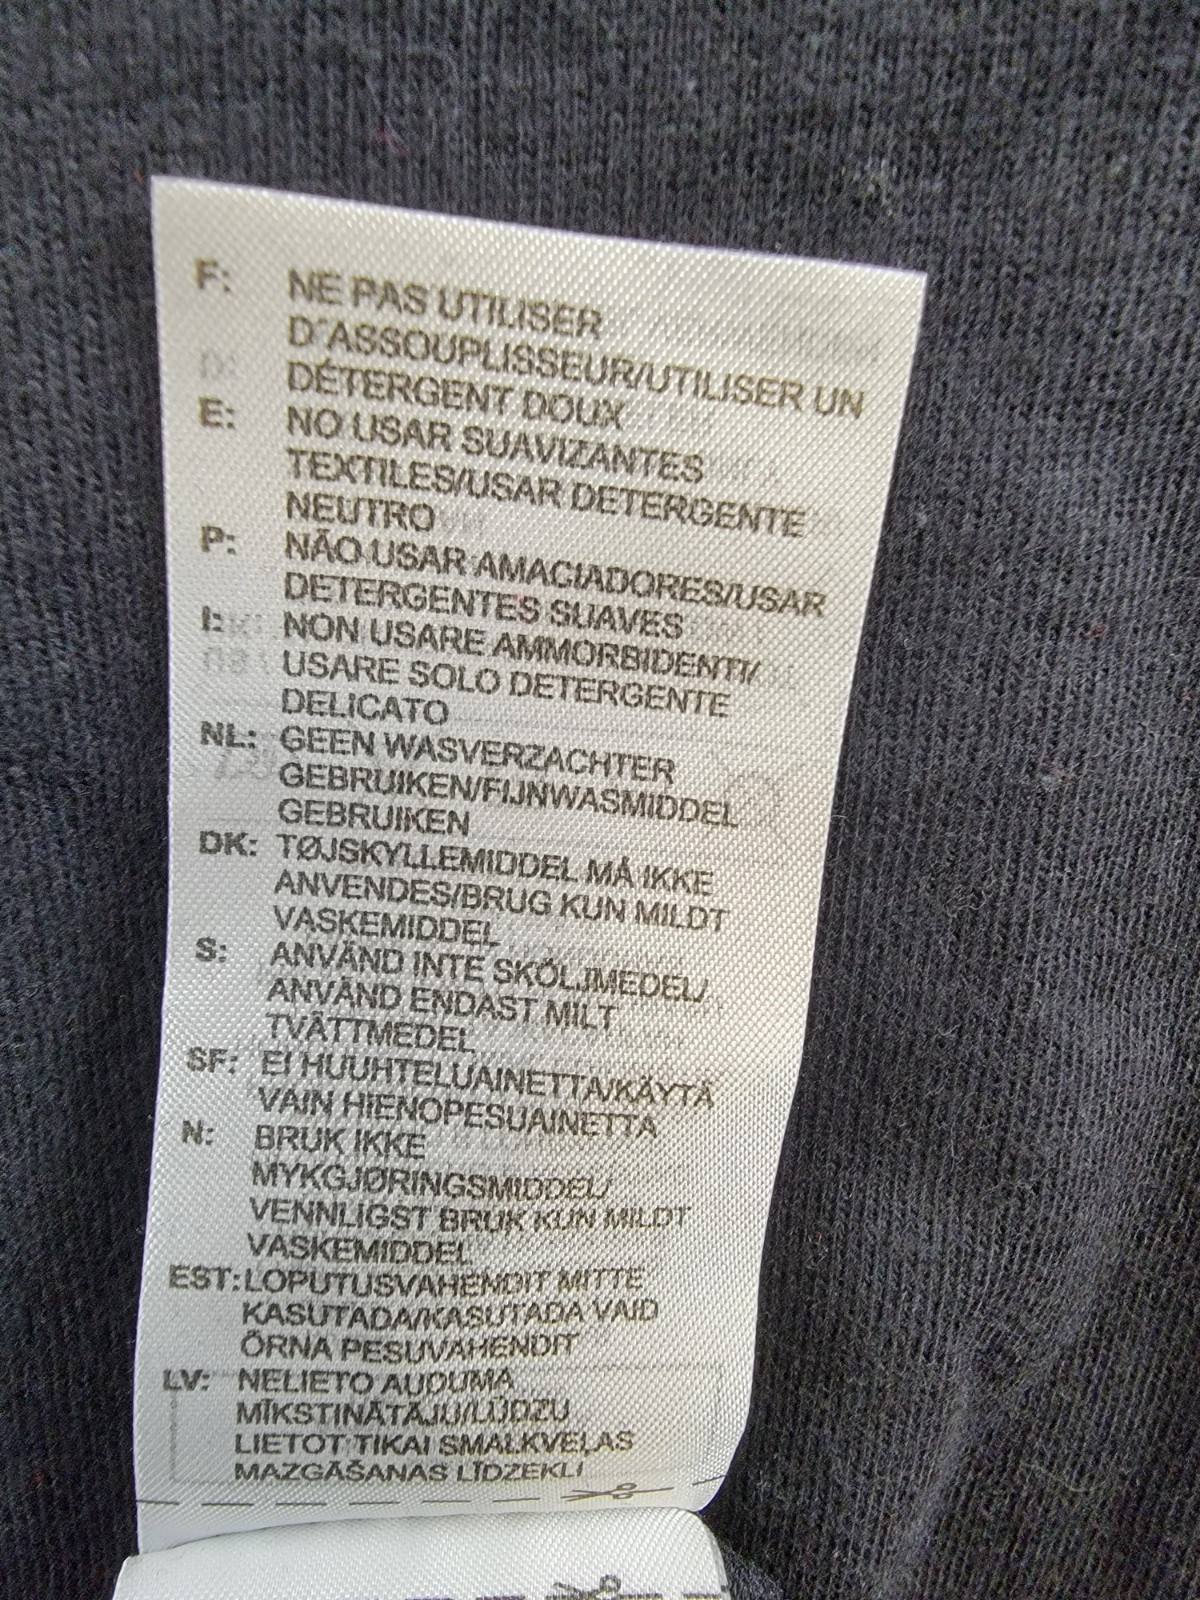 F: NE PAS UTILISER
D'ASSOUPLISSEUR/UTILISER UN
DÉTERGENT DOUX
E: NO USAR SUAVIZANTES
TEXTILES/USAR DETERGENTE
NEUTRO
P: NÃO USAR AMACIADORES/USAR
DETERGENTES SUAVES
I: NON USARE AMMORBIDENTI/
USARE SOLO DETERGENTE
DELICATO
NL: GEEN WASVERZACHTER
GEBRUIKEN/FIJNWASMIDDEL
GEBRUIKEN
DK: TØJSKYLLEMIDDEL MÅ IKKE
ANVENDES/BRUG KUN MILDT
VASKEMIDDEL
S: ANVÄND INTE SKÖLJMEDEL/
ANVÄND ENDAST MILT
TVÄTTMEDEL
SF: EI HUUHTELUAINETTA/KÄYTÄ
VAIN HIENOPESUAINETTA
N: BRUK IKKE
MYKGJØRINGSMIDDEL/
VENNLIGST BRUK KUN MILDT
VASKEMIDDEL
EST: LOPUTUSVAHENDIT MITTE
KASUTADA/KASUTADA VAID
ÕRNA PESUVAHENDIT
LV: NELIETO AUDUMA
MĪKSTINĀTĀJU/LŪDZU
LIETOT TIKAI SMALKVEĻAS
MAZGĀŠANAS LĪDZEKLI